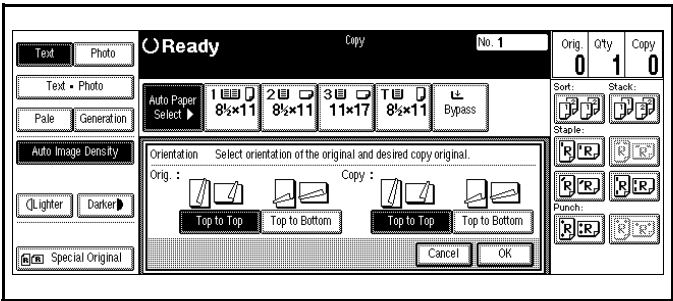 Text Photo
Text • Photo
Pale Generation
Auto Image Density
Lighter Darker
Special Original
Ready
Copy
No. 1
Auto Paper
Select ▶
1 8½×11
2 8½×11
3 11×17
T 8½×11
Bypass
Orientation Select orientation of the original and desired copy original.
Orig. :
Copy :
Top to Top Top to Bottom
Top to Top Top to Bottom
Cancel OK
Orig. Q'ty Copy
0 1 0
Sort: Stack:
Staple:
Punch: